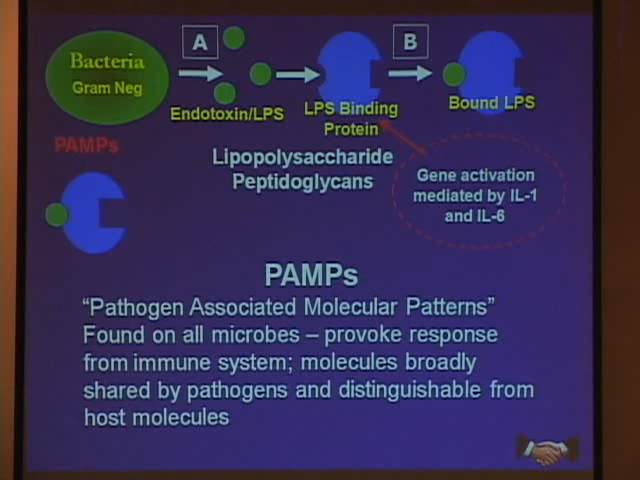 A
B
Bacteria
Gram Neg
Endotoxin/LPS
LPS Binding
Protein
Bound LPS
PAMPs
Lipopolysaccharide
Peptidoglycans
Gene activation
mediated by IL-1
and IL-6
PAMPs
“Pathogen Associated Molecular Patterns”
Found on all microbes – provoke response
from immune system; molecules broadly
shared by pathogens and distinguishable from
host molecules